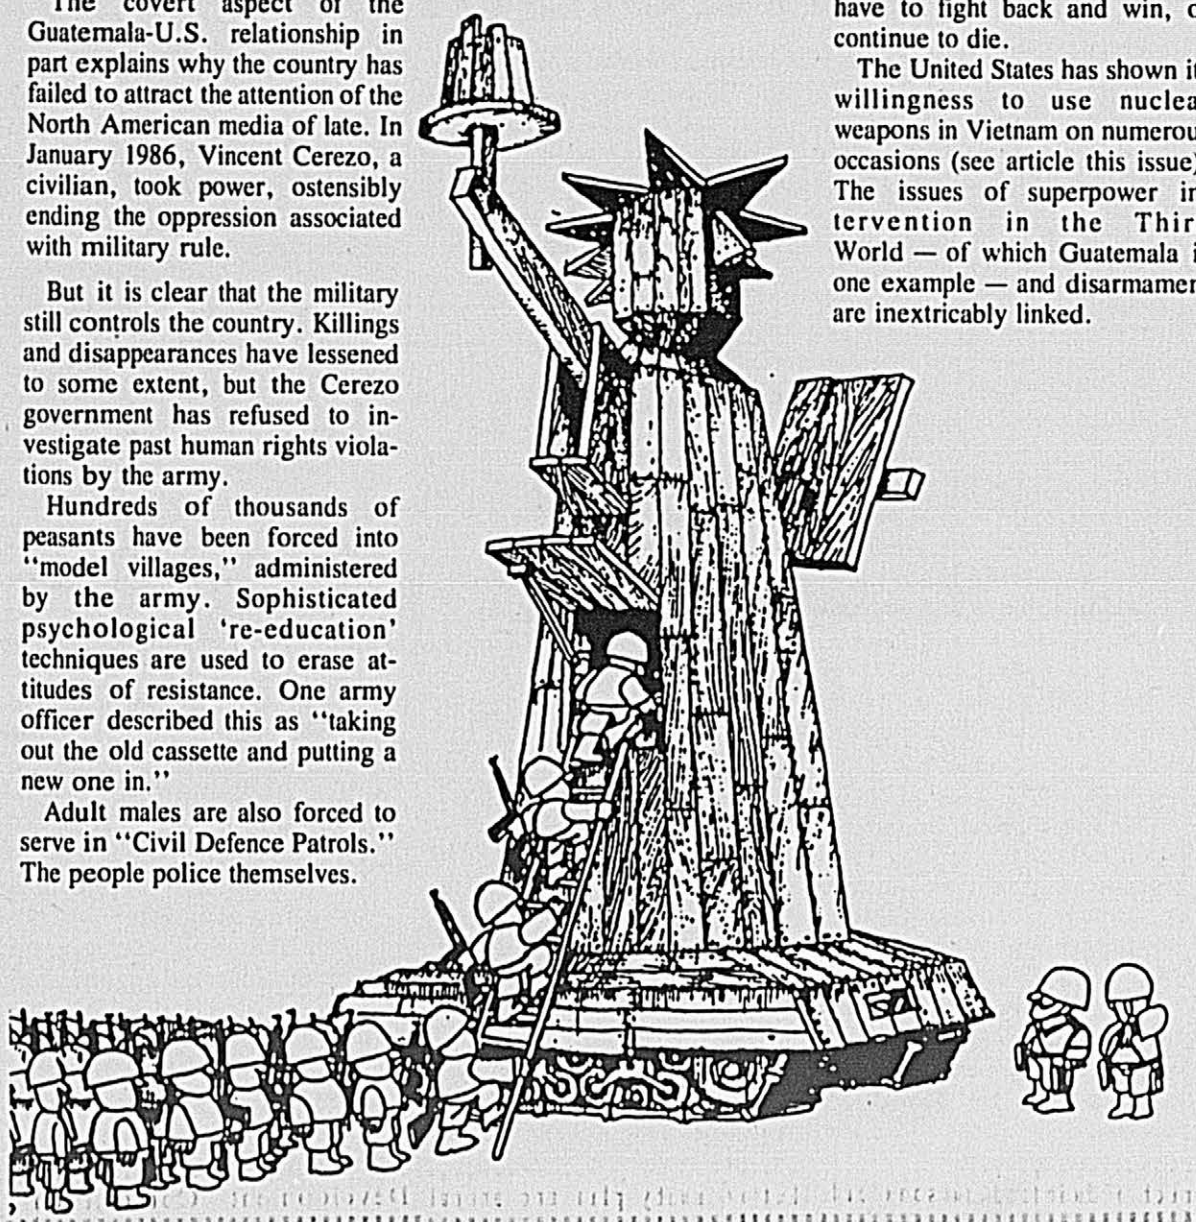 The covert aspect of the
Guatemala-U.S. relationship in
part explains why the country has
failed to attract the attention of the
North American media of late. In
January 1986, Vincent Cerezo, a
civilian, took power, ostensibly
ending the oppression associated
with military rule.
But it is clear that the military
still controls the country. Killings
and disappearances have lessened
to some extent, but the Cerezo
government has refused to in-
vestigate past human rights viola-
tions by the army.
Hundreds of thousands of
peasants have been forced into
“model villages,” administered
by the army. Sophisticated
psychological ‘re-education’
techniques are used to erase at-
titudes of resistance. One army
officer described this as “taking
out the old cassette and putting a
new one in.”
Adult males are also forced to
serve in “Civil Defence Patrols.”
The people police themselves.
have to fight back and win, o
continue to die.
The United States has shown it
willingness to use nuclea
weapons in Vietnam on numerou
occasions (see article this issue)
The issues of superpower in
tervention in the Thir
World — of which Guatemala i
one example — and disarmamen
are inextricably linked.